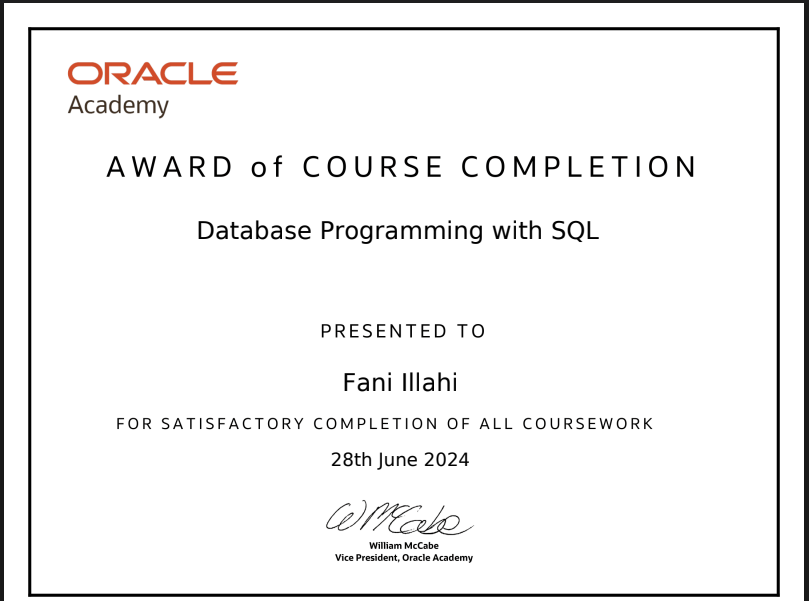 ORACLE
Academy
AWARD of COURSE COMPLETION
Database Programming with SQL
PRESENTED TO
Fani Illahi
FOR SATISFACTORY COMPLETION OF ALL COURSEWORK
28th June 2024
W McCabe
William McCabe
Vice President, Oracle Academy